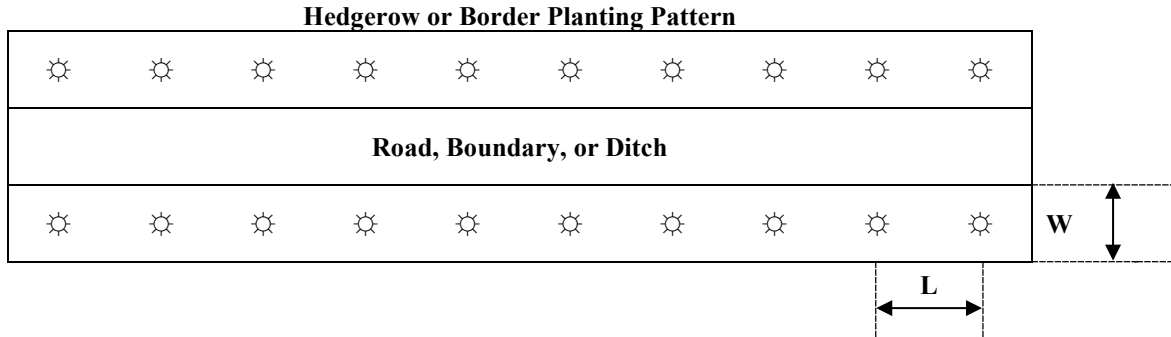 Hedgerow or Border Planting Pattern
Road, Boundary, or Ditch
W
L